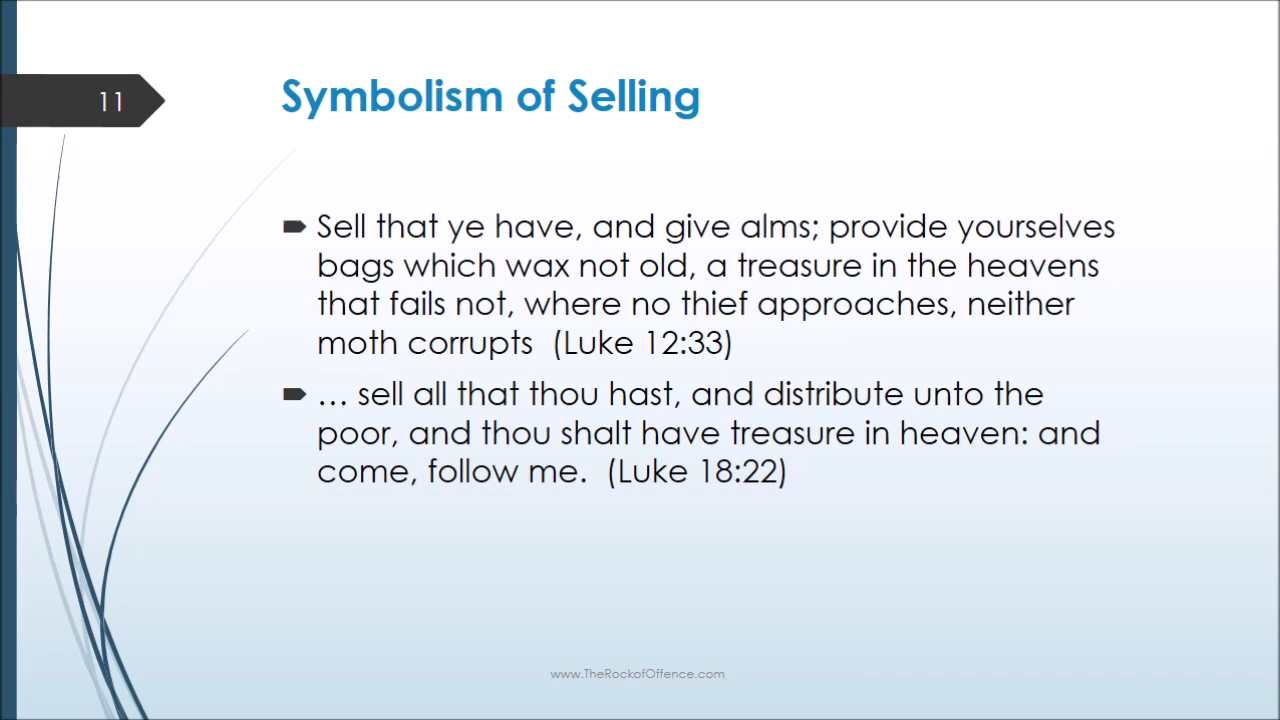 11
Symbolism of Selling
Sell that ye have, and give alms; provide yourselves
bags which wax not old, a treasure in the heavens
that fails not, where no thief approaches, neither
moth corrupts (Luke 12:33)
… sell all that thou hast, and distribute unto the
poor, and thou shalt have treasure in heaven: and
come, follow me. (Luke 18:22)
www.TheRockofOffence.com